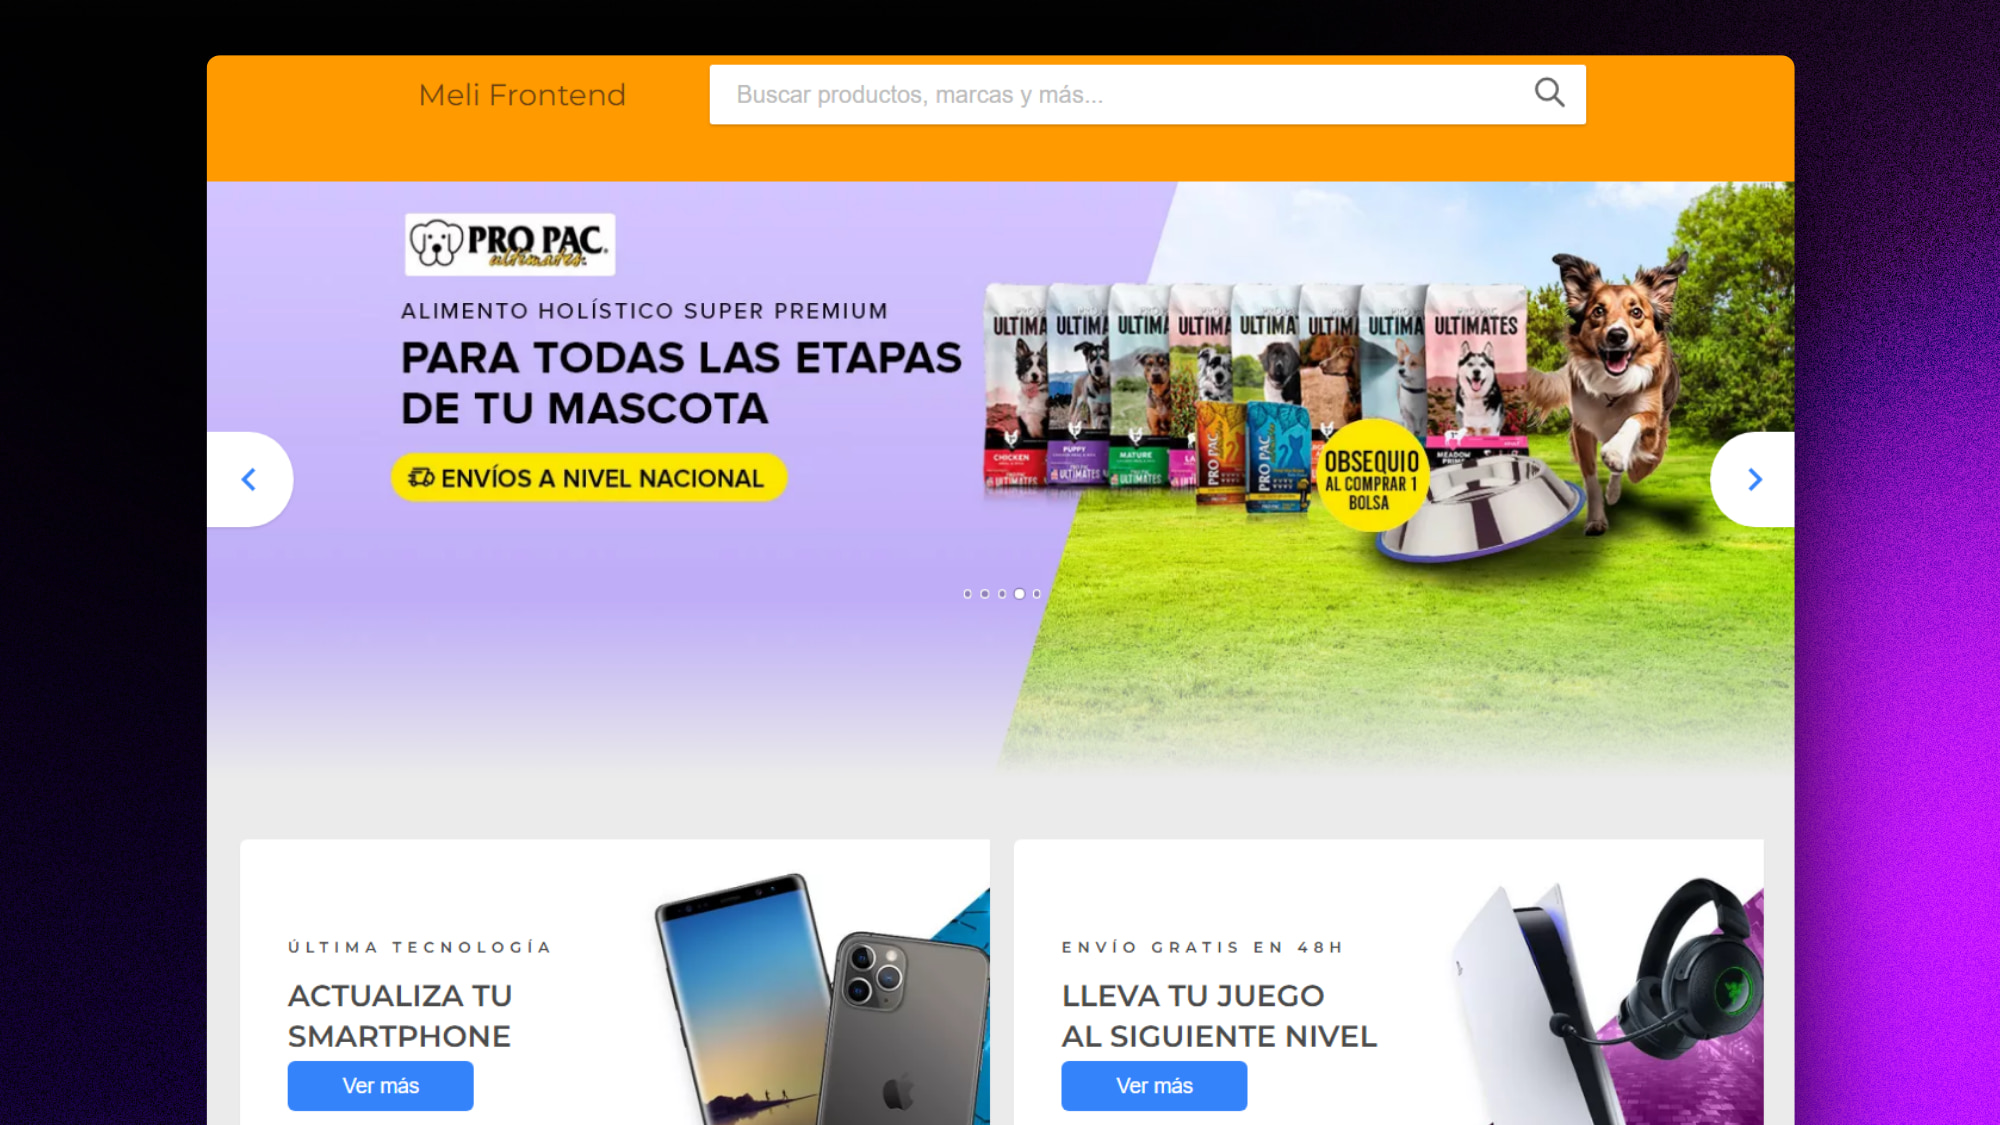 Meli Frontend
Buscar productos, marcas y más...
PRO PAC
ultimates
ALIMENTO HOLÍSTICO SUPER PREMIUM
PARA TODAS LAS ETAPAS
DE TU MASCOTA
ENVÍOS A NIVEL NACIONAL
ULTIMA ULTIMA ULTIMA ULTIMA ULTIMA ULTIMA ULTIMA ULTIMATES
CHICKEN
PUPPY
MATURE
MEADOW
PRIME
ULTIMATES
ULTIMATES
ULTIMATES
PRO PAC
PRO PAC
OBSEQUIO
AL COMPRAR 1
BOLSA
ÚLTIMA TECNOLOGÍA
ACTUALIZA TU
SMARTPHONE
Ver más
ENVÍO GRATIS EN 48H
LLEVA TU JUEGO
AL SIGUIENTE NIVEL
Ver más